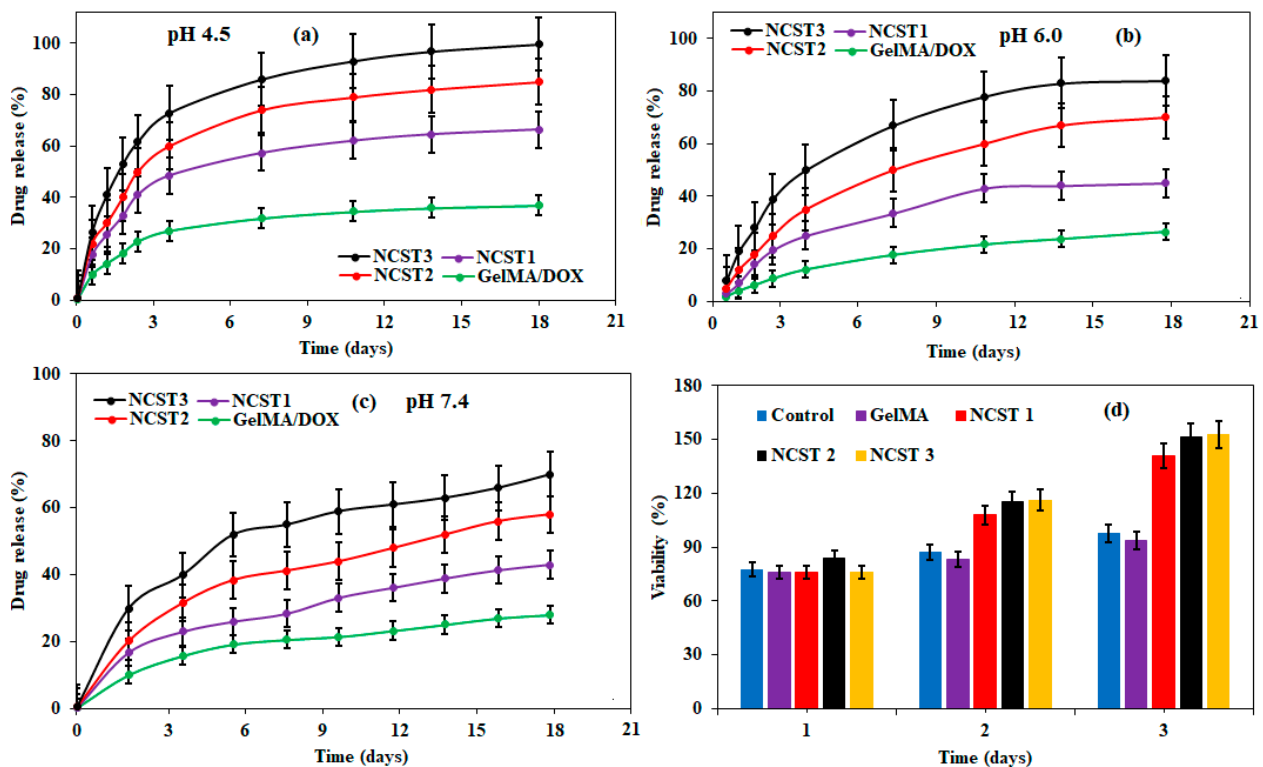 pH 4.5 (a)
100
80
60
40
20
0
Drug release (%)
NCST3 NCST1
NCST2 GelMA/DOX
0 3 6 9 12 15 18 21
Time (days)
NCST3 NCST1
NCST2 GelMA/DOX
pH 6.0 (b)
100
80
60
40
20
0
Drug release (%)
0 3 6 9 12 15 18 21
Time (days)
NCST3 NCST1
NCST2 GelMA/DOX
(c) pH 7.4
100
80
60
40
20
0
Drug release (%)
0 3 6 9 12 15 18 21
Time (days)
180
150
120
90
60
30
0
Viability (%)
Control GelMA NCST 1 (d)
NCST 2 NCST 3
1 2 3
Time (days)